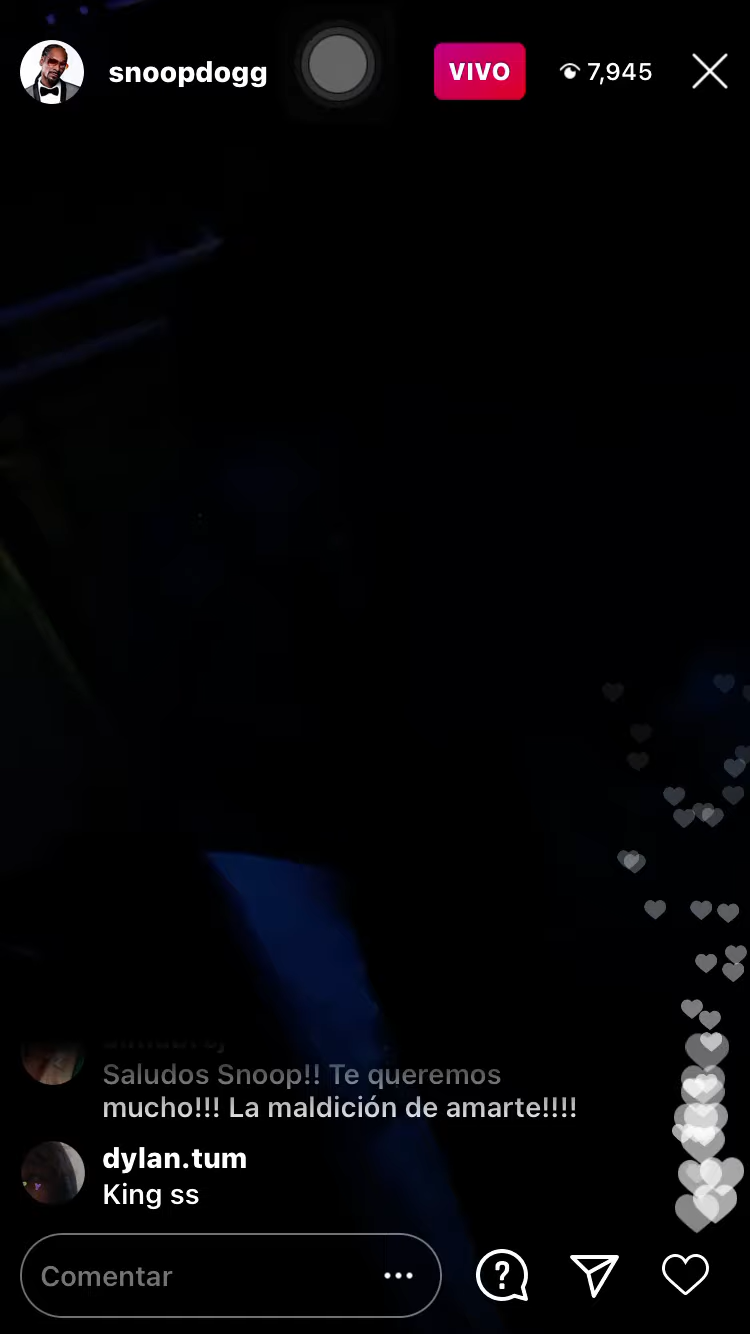 snoopdogg
VIVO
7,945
Saludos Snoop!! Te queremos
mucho!!! La maldición de amarte!!!!
dylan.tum
King ss
Comentar